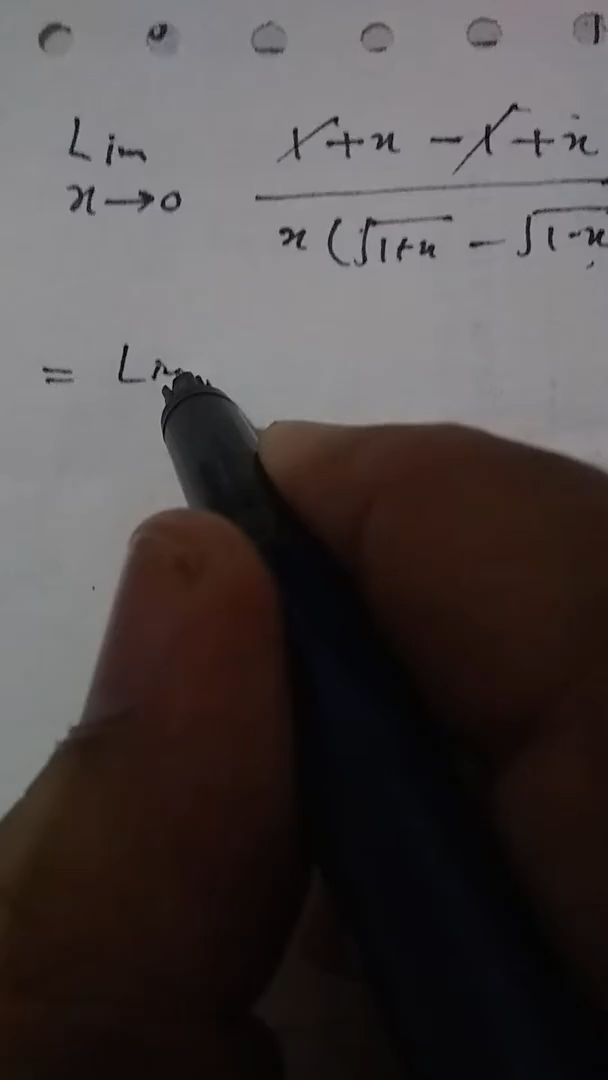 Lim x→0 1+x -1+x / x(√1+x - √1-x
= Lim